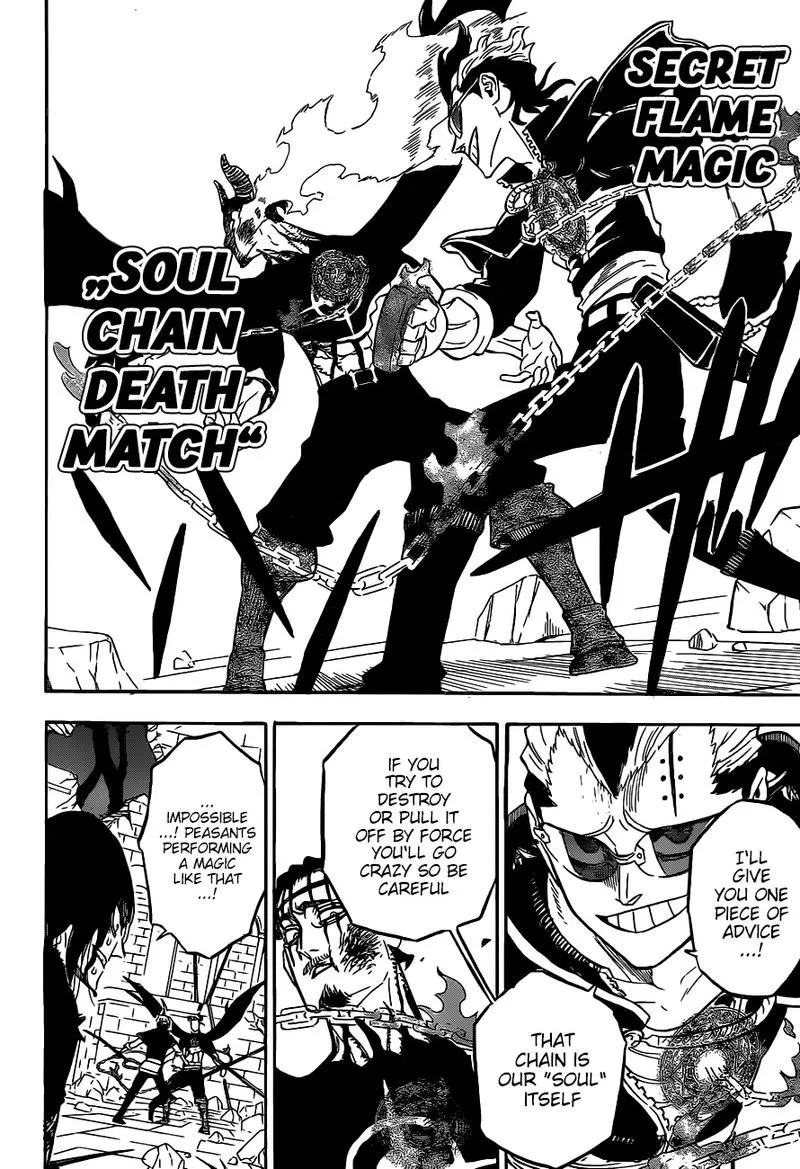 SECRET
FLAME
MAGIC
„SOUL
CHAIN
DEATH
MATCH“
I'LL
GIVE
YOU ONE
PIECE OF
ADVICE
...!
THAT
CHAIN IS
OUR "SOUL"
ITSELF
IF YOU
TRY TO
DESTROY
OR PULL IT
OFF BY FORCE
YOU'LL GO
CRAZY SO BE
CAREFUL
...
IMPOSSIBLE
...! PEASANTS
PERFORMING
A MAGIC
LIKE THAT
...!